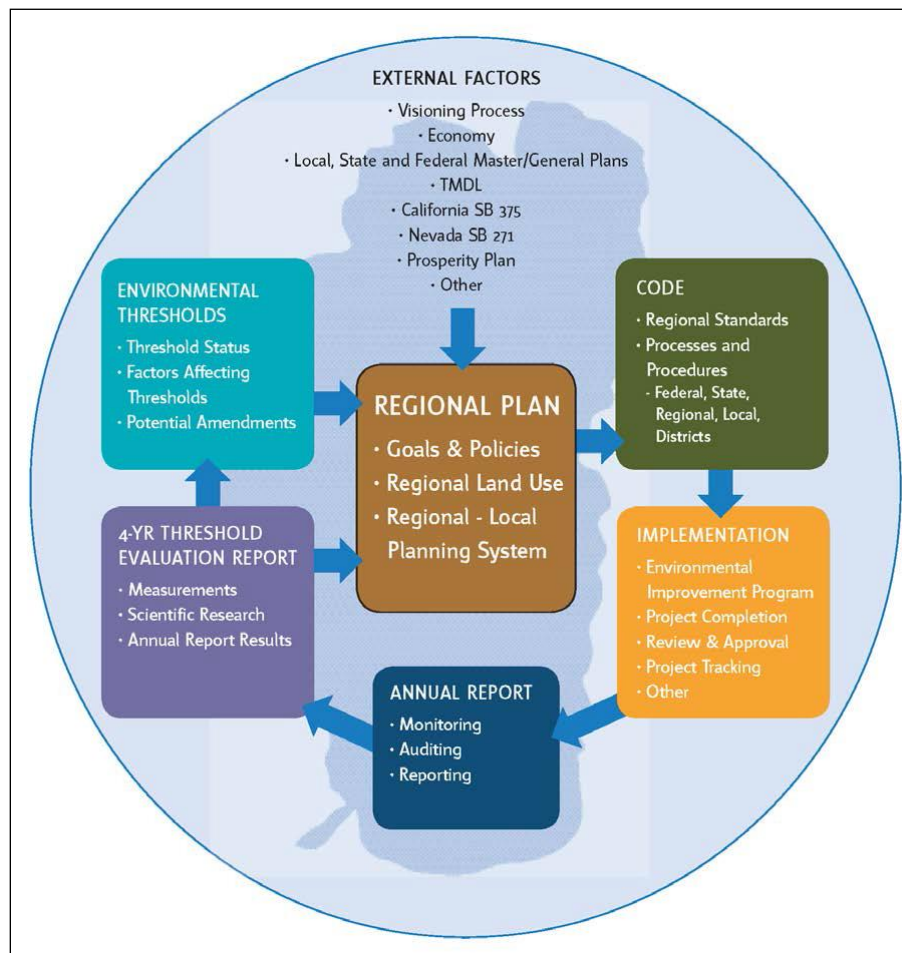 EXTERNAL FACTORS
· Visioning Process
· Economy
· Local, State and Federal Master/General Plans
· TMDL
· California SB 375
· Nevada SB 271
· Prosperity Plan
· Other
ENVIRONMENTAL
THRESHOLDS
· Threshold Status
· Factors Affecting
Thresholds
· Potential Amendments
REGIONAL PLAN
· Goals & Policies
· Regional Land Use
· Regional - Local
Planning System
CODE
· Regional Standards
· Processes and
Procedures
- Federal, State,
Regional, Local,
Districts
4-YR THRESHOLD
EVALUATION REPORT
· Measurements
· Scientific Research
· Annual Report Results
IMPLEMENTATION
· Environmental
Improvement Program
· Project Completion
· Review & Approval
· Project Tracking
· Other
ANNUAL REPORT
· Monitoring
· Auditing
· Reporting